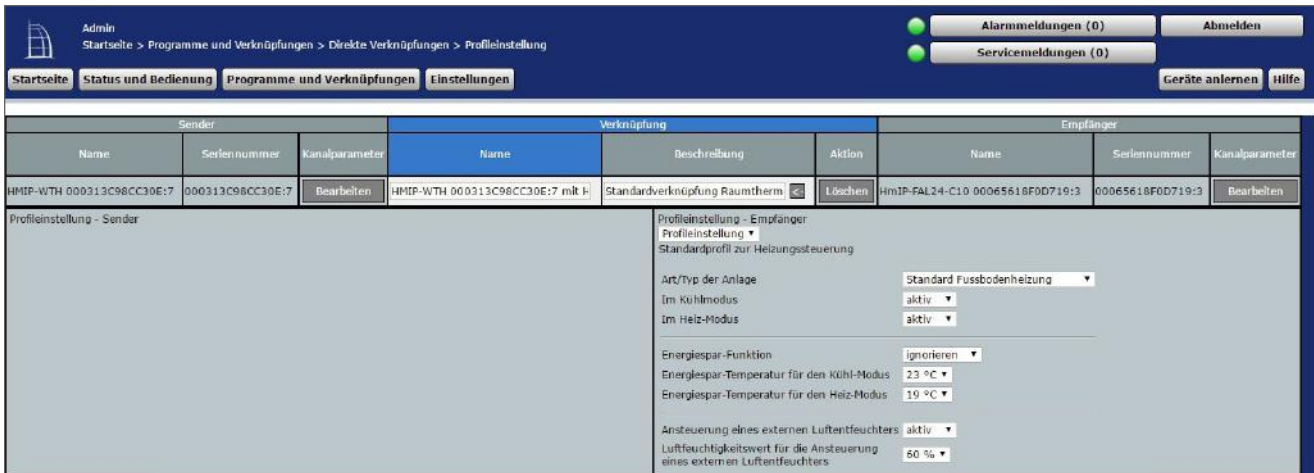 Admin
Alarmmeldungen (0)
Abmelden
Startseite > Programme und Verknüpfungen > Direkte Verknüpfungen > Profileinstellung
Servicemeldungen (0)
Startseite
Status und Bedienung
Programme und Verknüpfungen
Einstellungen
Geräte anlernen
Hilfe
Sender
Verknüpfung
Empfänger
Name
Seriennummer
Kanalparameter
Name
Beschreibung
Aktion
Name
Seriennummer
Kanalparameter
HMIP-WTH 000313C98CC30E:7
000313C98CC30E:7
Bearbeiten
HMIP-WTH 000313C98CC30E:7 mit H
Standardverknüpfung Raumtherm
<-
Löschen
HmIP-FAL24-C10 00065618F0D719:3
00065618F0D719:3
Bearbeiten
Profileinstellung - Sender
Profileinstellung - Empfänger
Profileinstellung
Standardprofil zur Heizungssteuerung
Art/Typ der Anlage
Standard Fussbodenheizung
Im Kühlmodus
aktiv
Im Heiz-Modus
aktiv
Energiespar-Funktion
ignorieren
Energiespar-Temperatur für den Kühl-Modus
23 °C
Energiespar-Temperatur für den Heiz-Modus
19 °C
Ansteuerung eines externen Luftentfeuchters
aktiv
Luftfeuchtigkeitswert für die Ansteuerung
eines externen Luftentfeuchters
60 %